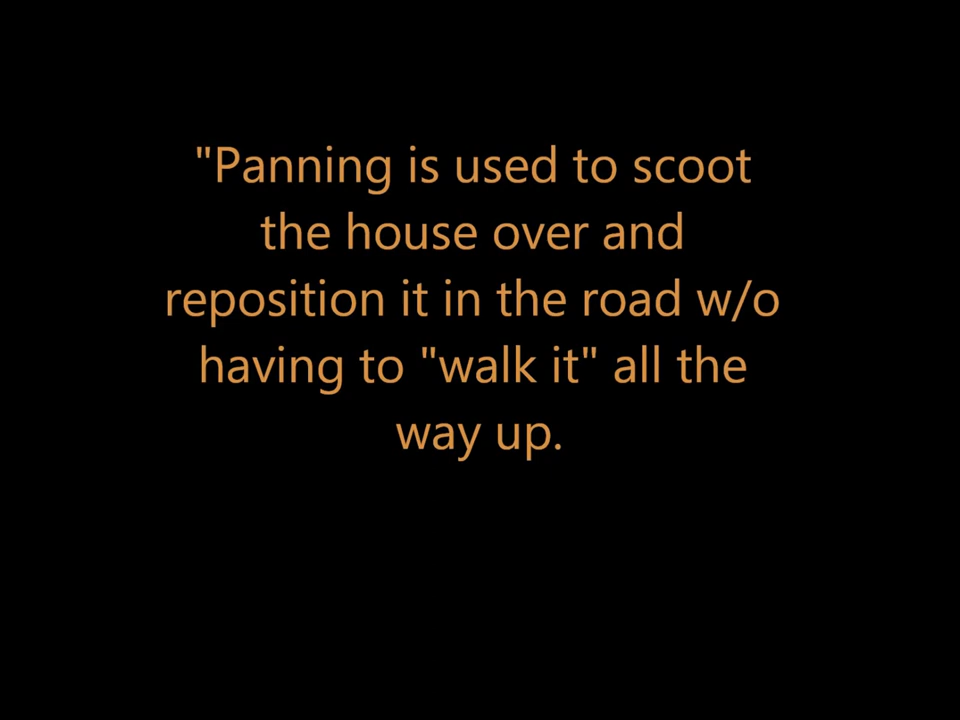 "Panning is used to scoot
the house over and
reposition it in the road w/o
having to "walk it" all the
way up.